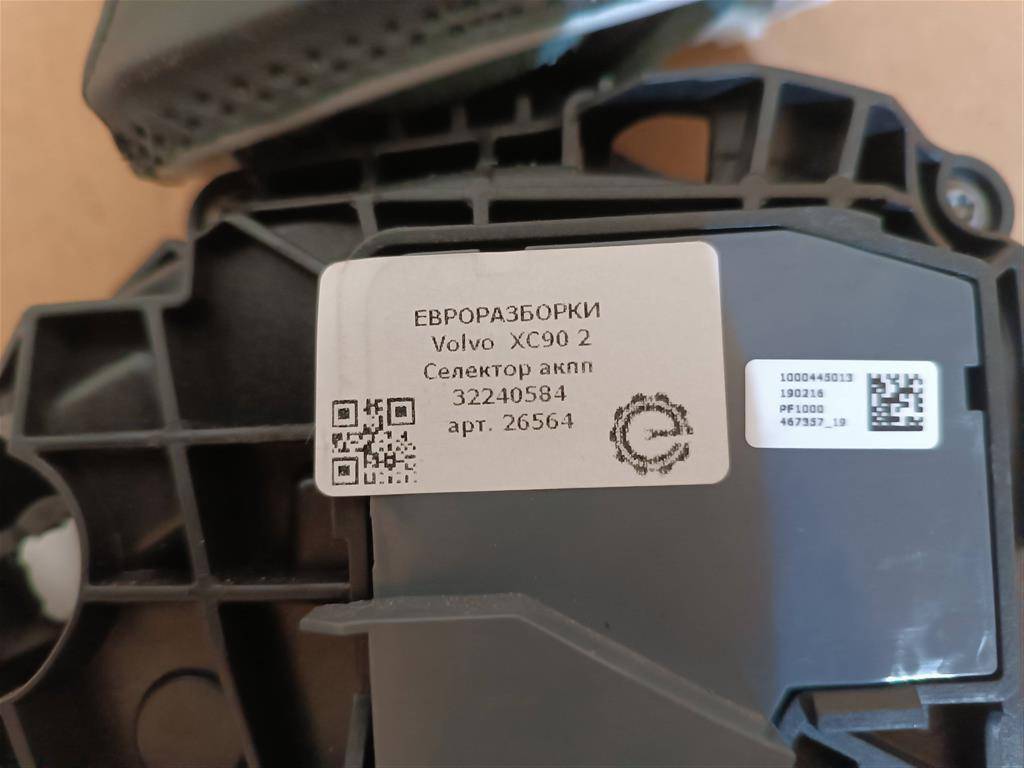 ЕВРОРАЗБОРКИ
Volvo XC90 2
Селектор акпп
32240584
арт. 26564
1000445013
190216
PF1000
467357_19